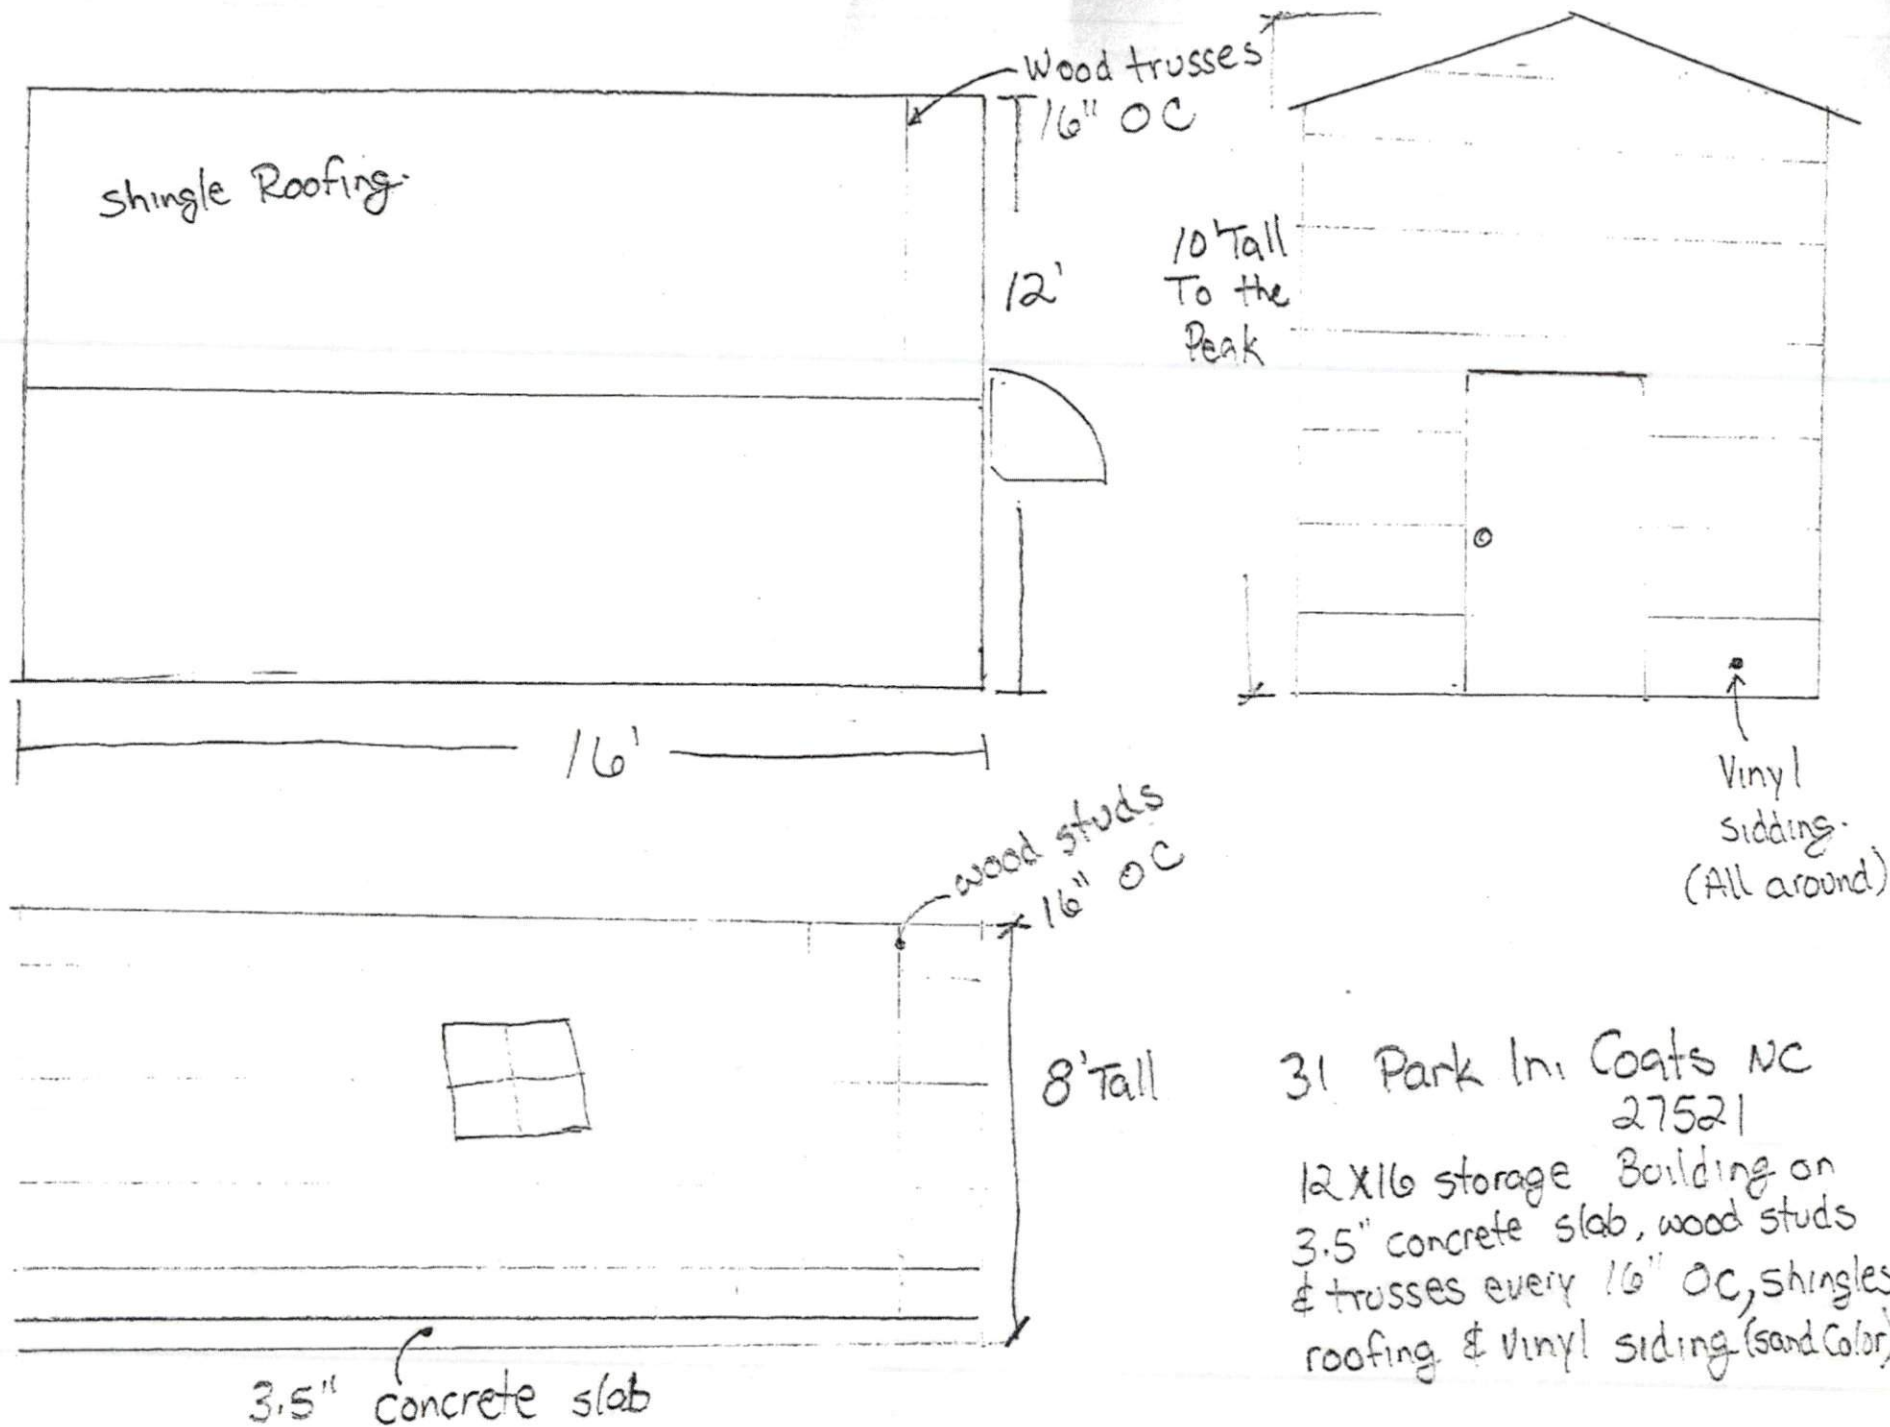 Wood trusses
16" OC
Shingle Roofing.
12'
10' Tall
To the
Peak
16'
Vinyl
sidding.
(All around)
wood studs
16" OC
8' Tall
3.5" concrete slab
31 Park ln. Coats NC
27521
12X16 storage Building on
3.5" concrete slab, wood studs
& trusses every 16" OC, shingles
roofing & vinyl siding (sand Color)